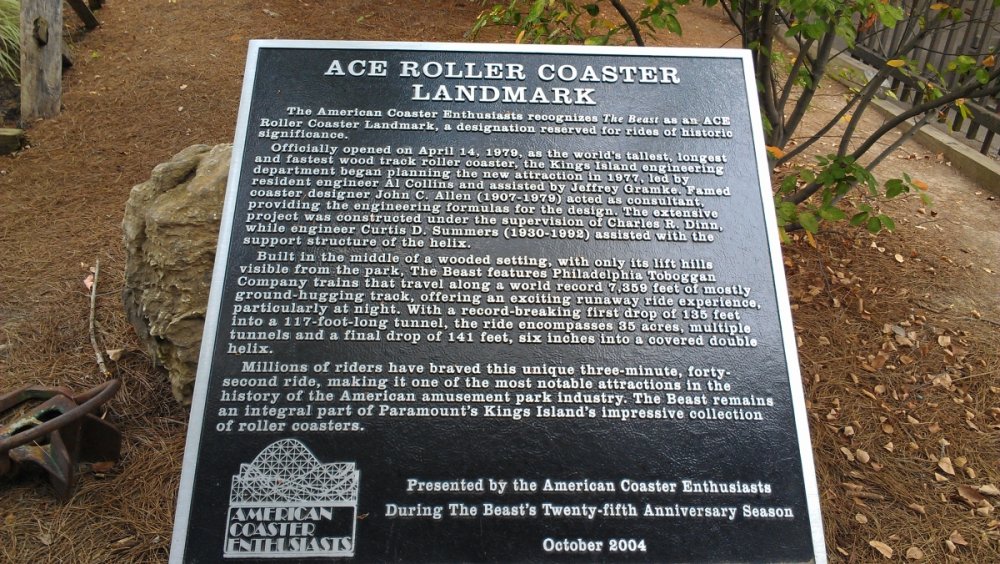 ACE ROLLER COASTER
LANDMARK
The American Coaster Enthusiasts recognizes The Beast as an ACE
Roller Coaster Landmark, a designation reserved for rides of historic
significance.
Officially opened on April 14, 1979, as the world's tallest, longest
and fastest wood track roller coaster, the Kings Island engineering
department began planning the new attraction in 1977, led by
resident engineer Al Collins and assisted by Jeffrey Gramke. Famed
coaster designer John C. Allen (1907-1979) acted as consultant,
providing the engineering formulas for the design. The extensive
project was constructed under the supervision of Charles R. Dinn,
while engineer Curtis D. Summers (1930-1992) assisted with the
support structure of the helix.
Built in the middle of a wooded setting, with only its lift hills
visible from the park, The Beast features Philadelphia Toboggan
Company trains that travel along a world record 7,359 feet of mostly
ground-hugging track, offering an exciting runaway ride experience,
particularly at night. With a record-breaking first drop of 135 feet
into a 117-foot-long tunnel, the ride encompasses 35 acres, multiple
tunnels and a final drop of 141 feet, six inches into a covered double
helix.
Millions of riders have braved this unique three-minute, forty-
second ride, making it one of the most notable attractions in the
history of the American amusement park industry. The Beast remains
an integral part of Paramount's Kings Island's impressive collection
of roller coasters.
AMERICAN
COASTER
ENTHUSIASTS
Presented by the American Coaster Enthusiasts
During The Beast's Twenty-fifth Anniversary Season
October 2004